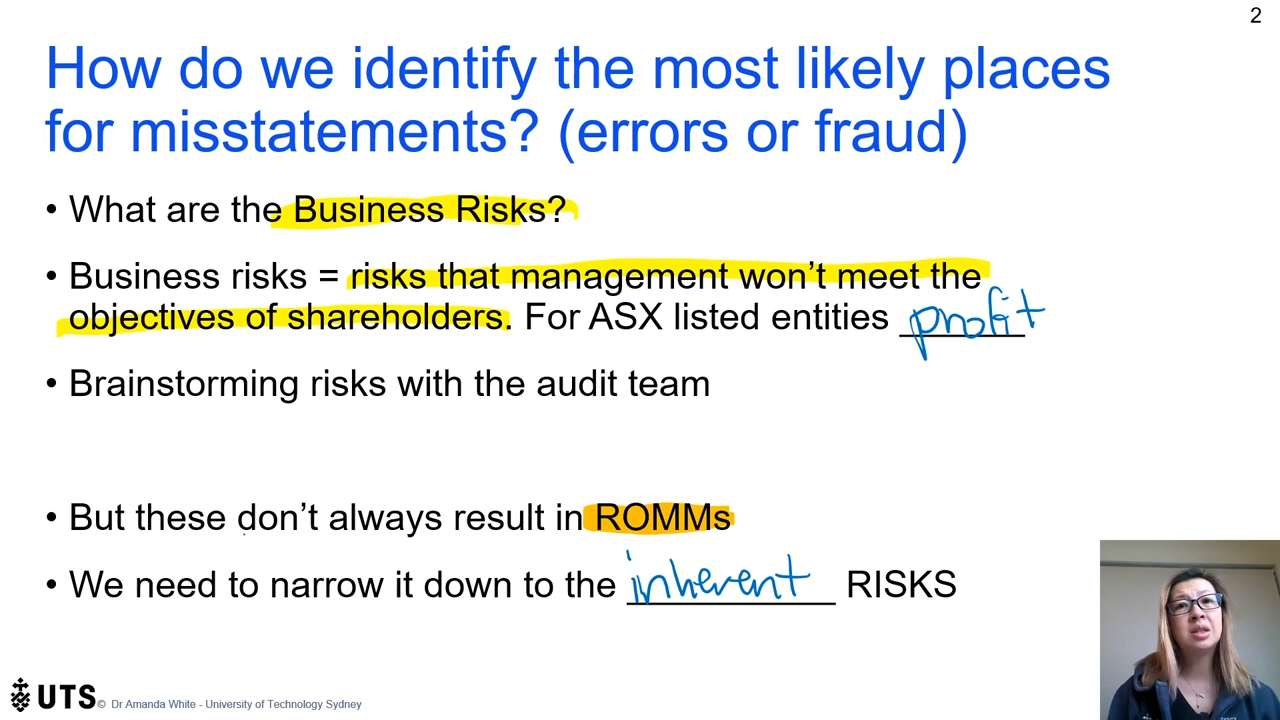 2
How do we identify the most likely places
for misstatements? (errors or fraud)
• What are the Business Risks?
• Business risks = risks that management won't meet the
objectives of shareholders. For ASX listed entities profit
• Brainstorming risks with the audit team
• But these don't always result in ROMMs
• We need to narrow it down to the inherent RISKS
UTS © Dr Amanda White - University of Technology Sydney